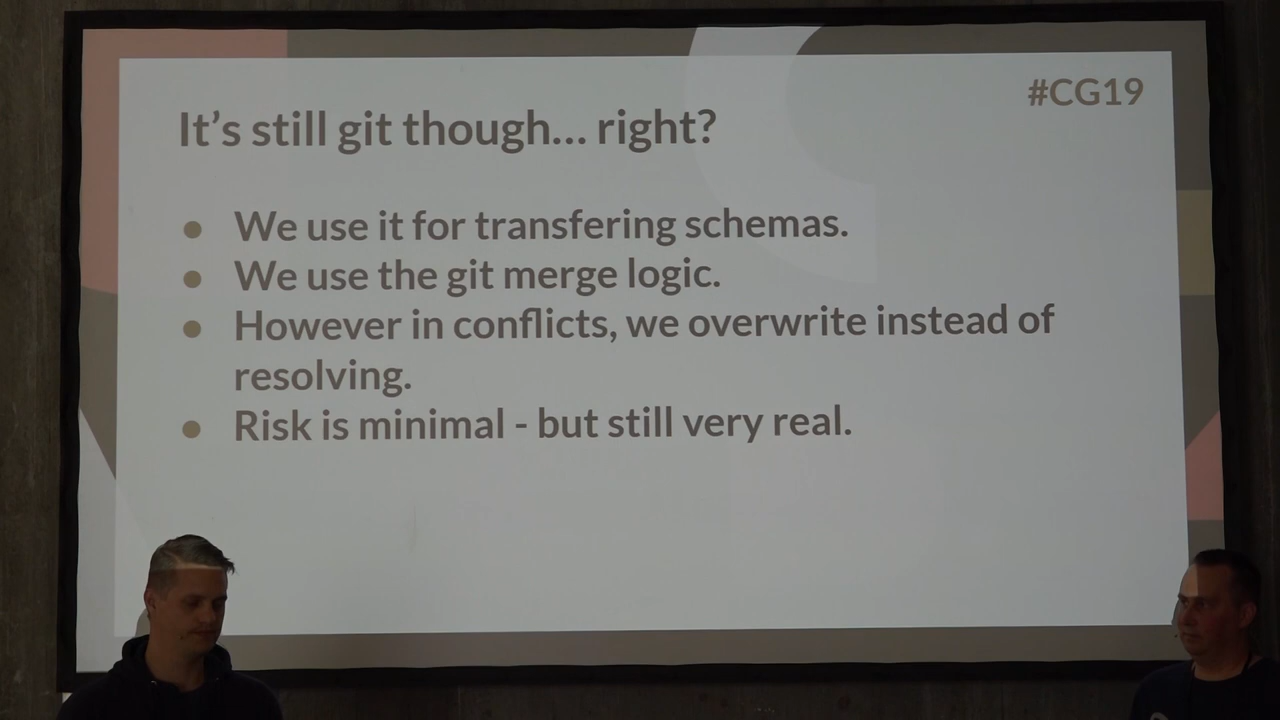 #CG19
It's still git though... right?
● We use it for transfering schemas.
● We use the git merge logic.
● However in conflicts, we overwrite instead of
resolving.
● Risk is minimal - but still very real.